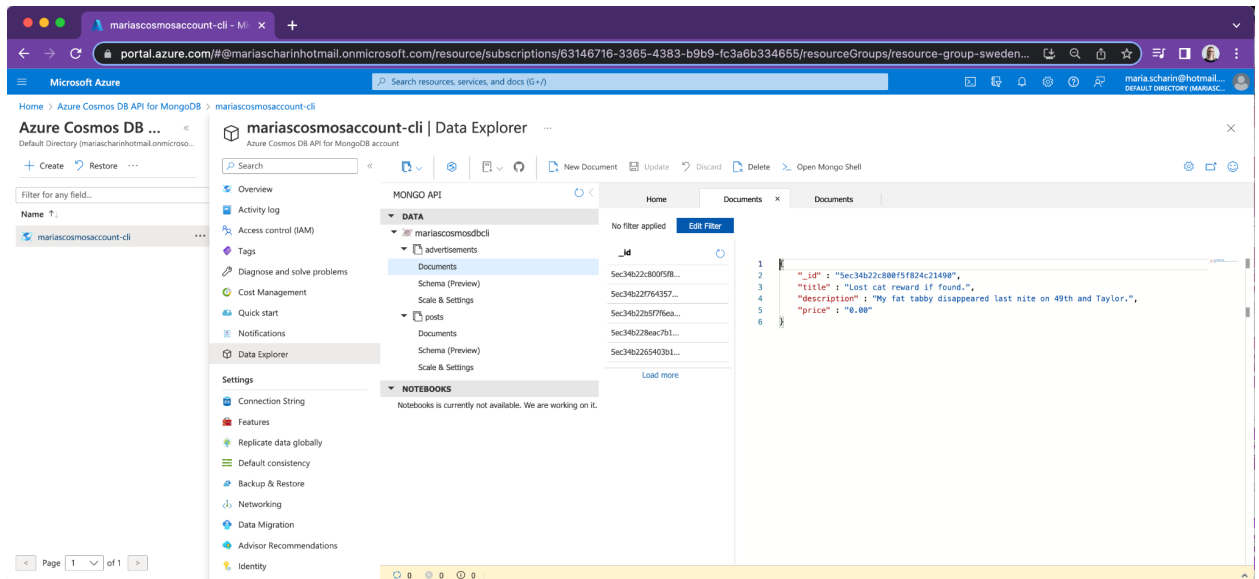 mariascosmosaccount-cli - Mi
portal.azure.com/#@mariascharinhotmail.onmicrosoft.com/resource/subscriptions/63146716-3365-4383-b9b9-fc3a6b334655/resourceGroups/resource-group-sweden...
Microsoft Azure
Search resources, services, and docs (G+/)
maria.scharin@hotmail....
DEFAULT DIRECTORY (MARIASC...
Home > Azure Cosmos DB API for MongoDB > mariascosmosaccount-cli
Azure Cosmos DB ... «
Default Directory (mariascharinhotmail.onmicroso...
+ Create Restore ...
Filter for any field...
Name ↑↓
mariascosmosaccount-cli ...
< Page 1 of 1 >
mariascosmosaccount-cli | Data Explorer ...
Azure Cosmos DB API for MongoDB account
Search «
Overview
Activity log
Access control (IAM)
Tags
Diagnose and solve problems
Cost Management
Quick start
Notifications
Data Explorer
Settings
Connection String
Features
Replicate data globally
Default consistency
Backup & Restore
Networking
Data Migration
Advisor Recommendations
Identity
New Document Update Discard Delete Open Mongo Shell
MONGO API
DATA
mariascosmosdbcli
advertisements
Documents
Schema (Preview)
Scale & Settings
posts
Documents
Schema (Preview)
Scale & Settings
NOTEBOOKS
Notebooks is currently not available. We are working on it.
Home Documents × Documents
No filter applied Edit Filter
_id
5ec34b22c800f5f8...
5ec34b22f764357...
5ec34b22b5f7f6ea...
5ec34b228eac7b1...
5ec34b2265403b1...
Load more
1 {
2 "_id" : "5ec34b22c800f5f824c21490",
3 "title" : "Lost cat reward if found.",
4 "description" : "My fat tabby disappeared last nite on 49th and Taylor.",
5 "price" : "0.00"
6 }
0 0 0